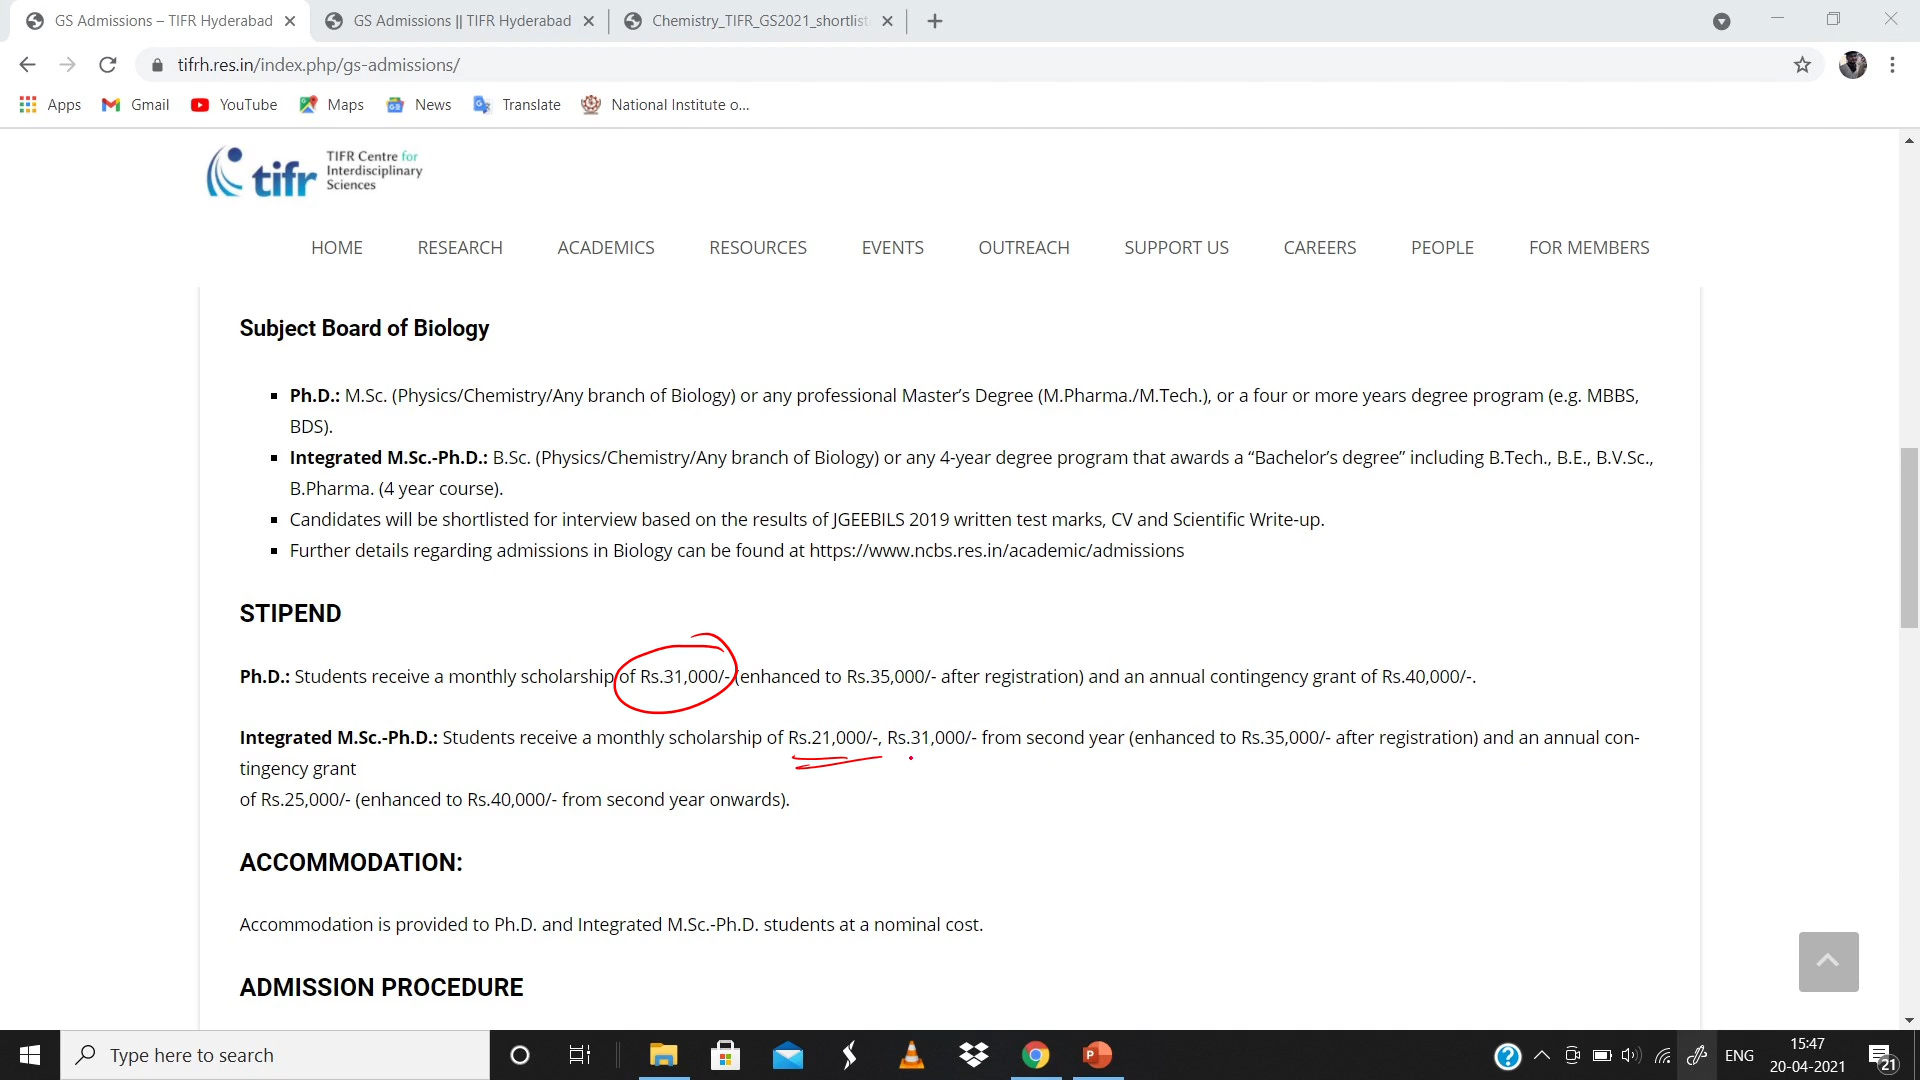 GS Admissions – TIFR Hyderabad
GS Admissions || TIFR Hyderabad
Chemistry_TIFR_GS2021_shortlist
tifrh.res.in/index.php/gs-admissions/
Apps Gmail YouTube Maps News Translate National Institute o...
tifr
TIFR Centre for
Interdisciplinary
Sciences
HOME RESEARCH ACADEMICS RESOURCES EVENTS OUTREACH SUPPORT US CAREERS PEOPLE FOR MEMBERS
Subject Board of Biology
Ph.D.: M.Sc. (Physics/Chemistry/Any branch of Biology) or any professional Master’s Degree (M.Pharma./M.Tech.), or a four or more years degree program (e.g. MBBS,
BDS).
Integrated M.Sc.-Ph.D.: B.Sc. (Physics/Chemistry/Any branch of Biology) or any 4-year degree program that awards a “Bachelor’s degree” including B.Tech., B.E., B.V.Sc.,
B.Pharma. (4 year course).
Candidates will be shortlisted for interview based on the results of JGEEBILS 2019 written test marks, CV and Scientific Write-up.
Further details regarding admissions in Biology can be found at https://www.ncbs.res.in/academic/admissions
STIPEND
Ph.D.: Students receive a monthly scholarship of Rs.31,000/- (enhanced to Rs.35,000/- after registration) and an annual contingency grant of Rs.40,000/-.
Integrated M.Sc.-Ph.D.: Students receive a monthly scholarship of Rs.21,000/-, Rs.31,000/- from second year (enhanced to Rs.35,000/- after registration) and an annual con-
tingency grant
of Rs.25,000/- (enhanced to Rs.40,000/- from second year onwards).
ACCOMMODATION:
Accommodation is provided to Ph.D. and Integrated M.Sc.-Ph.D. students at a nominal cost.
ADMISSION PROCEDURE
Type here to search
ENG
15:47
20-04-2021
21